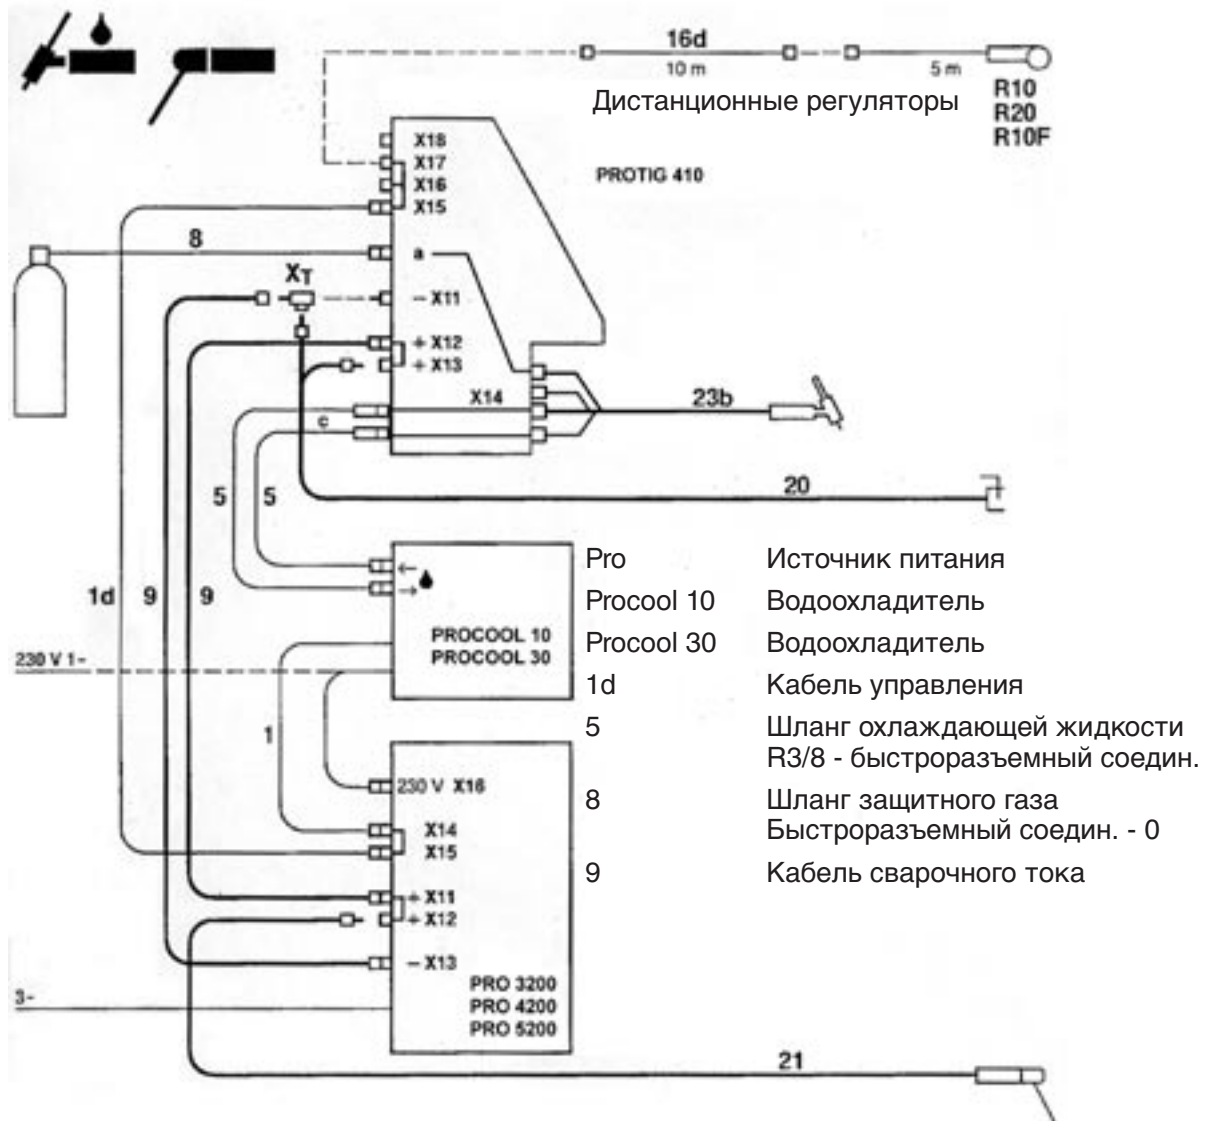 16d
10 m
5 m
Дистанционные регуляторы
R10
R20
R10F
X18
X17
PROTIG 410
X16
X15
8
a
XT
− X11
+ X12
+ X13
X14
23b
c
5
5
20
1d
9
9
←
→
PROCOOL 10
PROCOOL 30
230 V 1~
1
230 V X16
X14
X15
+ X11
+ X12
− X13
3~
PRO 3200
PRO 4200
PRO 5200
21
Pro Источник питания
Procool 10 Водоохладитель
Procool 30 Водоохладитель
1d Кабель управления
5 Шланг охлаждающей жидкости
R3/8 - быстроразъемный соедин.
8 Шланг защитного газа
Быстроразъемный соедин. - 0
9 Кабель сварочного тока